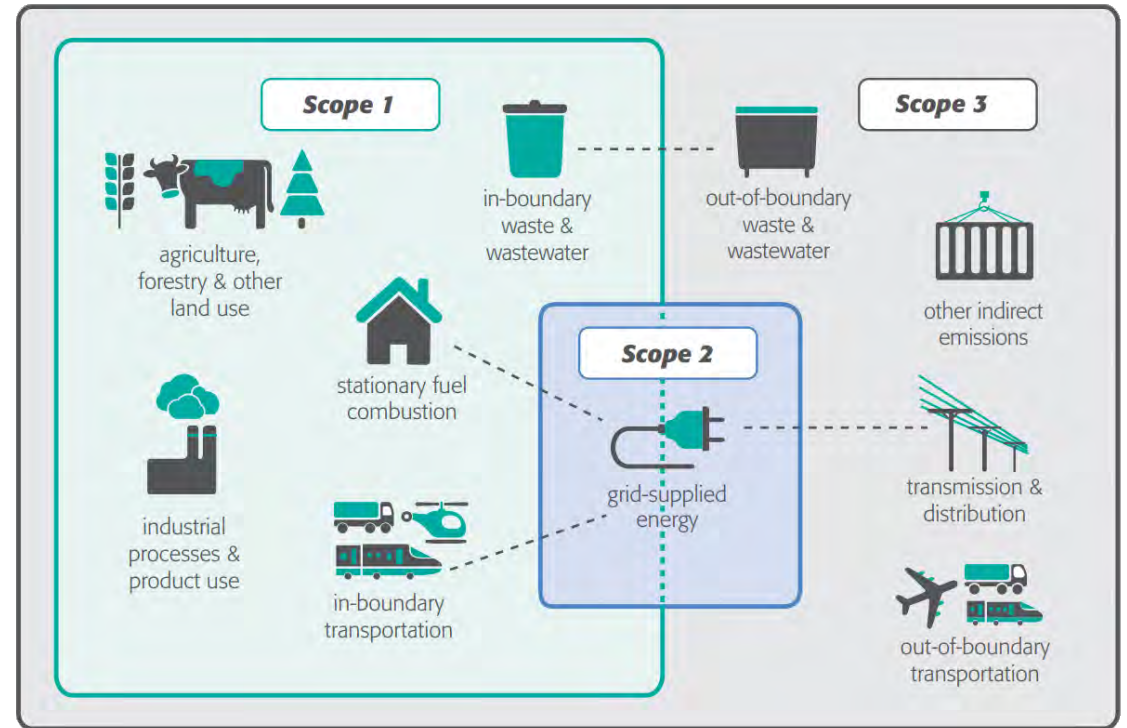 Scope 1
Scope 3
in-boundary
waste &
wastewater
out-of-boundary
waste &
wastewater
agriculture,
forestry & other
land use
other indirect
emissions
Scope 2
stationary fuel
combustion
grid-supplied
energy
transmission &
distribution
industrial
processes &
product use
in-boundary
transportation
out-of-boundary
transportation